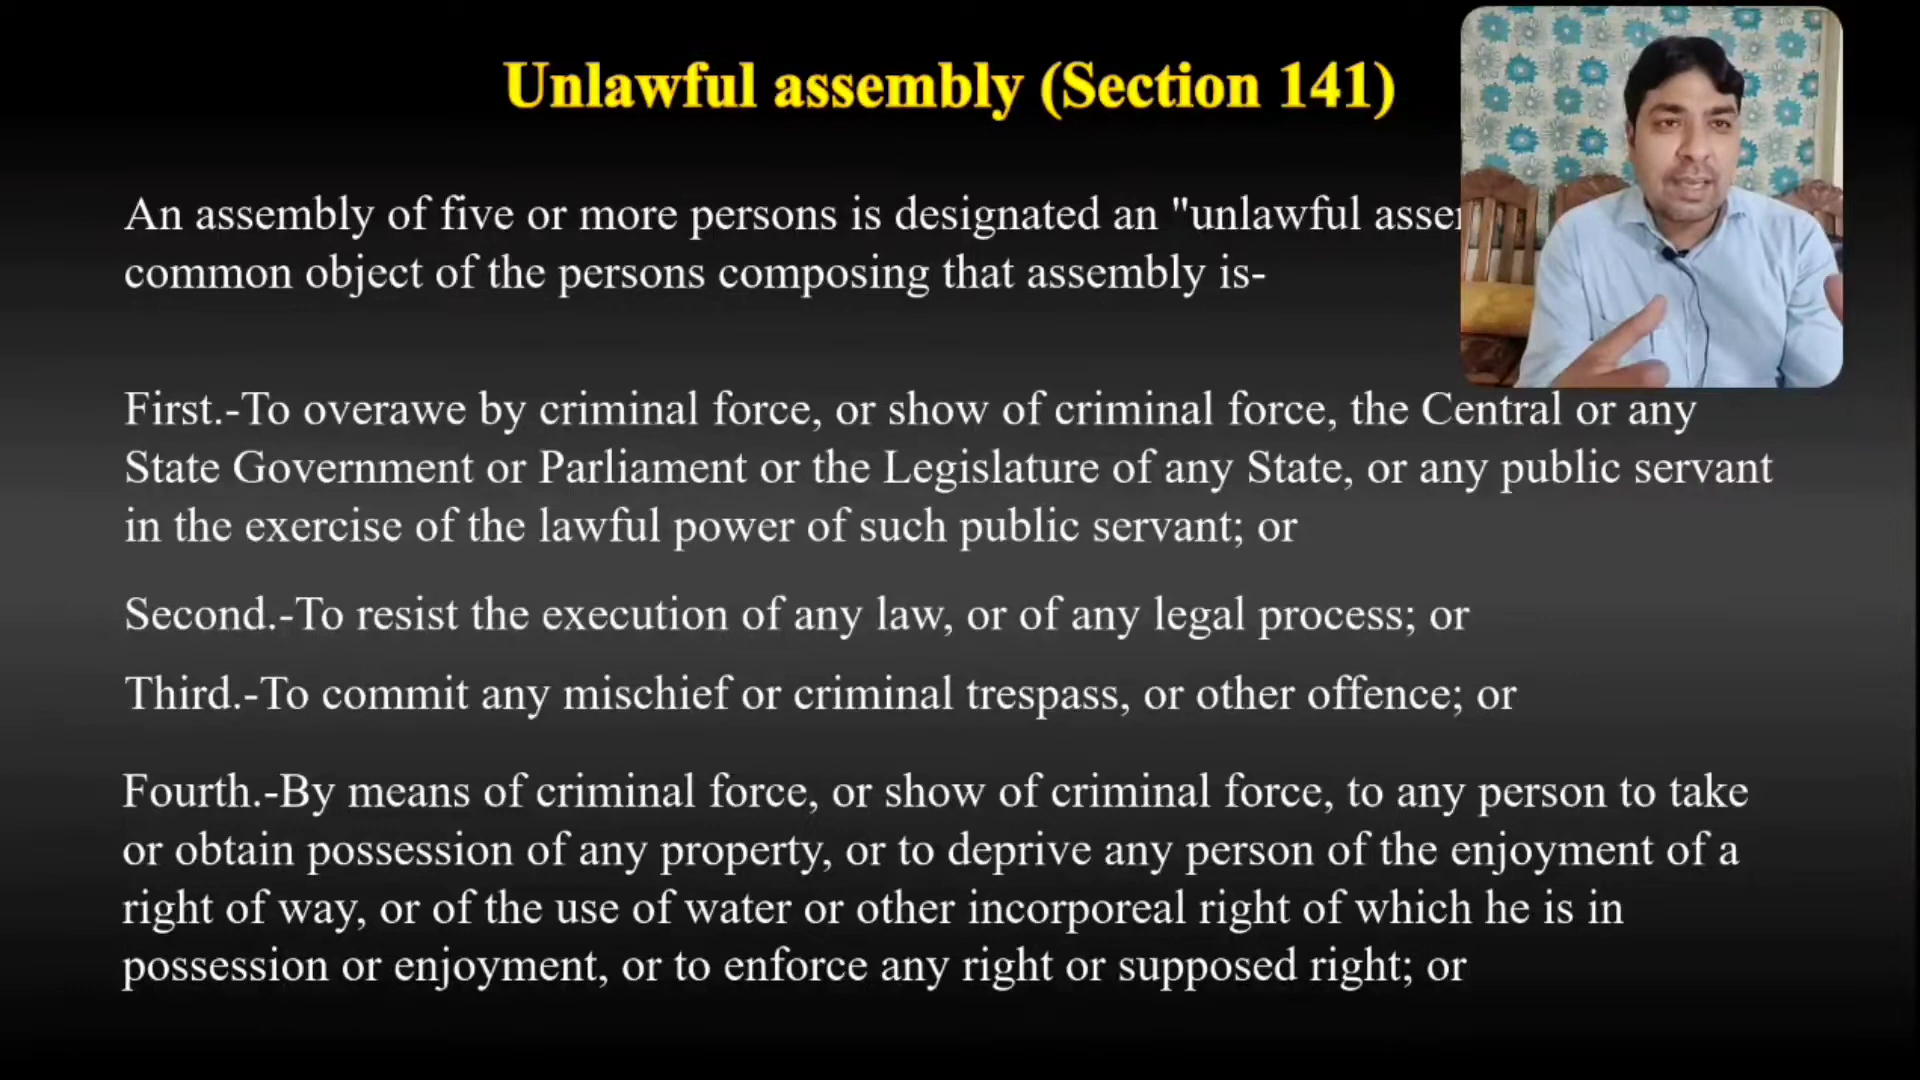 Unlawful assembly (Section 141)
An assembly of five or more persons is designated an "unlawful
common object of the persons composing that assembly is-
First.-To overawe by criminal force, or show of criminal force, the Central or any
State Government or Parliament or the Legislature of any State, or any public servant
in the exercise of the lawful power of such public servant; or
Second.-To resist the execution of any law, or of any legal process; or
Third.-To commit any mischief or criminal trespass, or other offence; or
Fourth.-By means of criminal force, or show of criminal force, to any person to take
or obtain possession of any property, or to deprive any person of the enjoyment of a
right of way, or of the use of water or other incorporeal right of which he is in
possession or enjoyment, or to enforce any right or supposed right; or